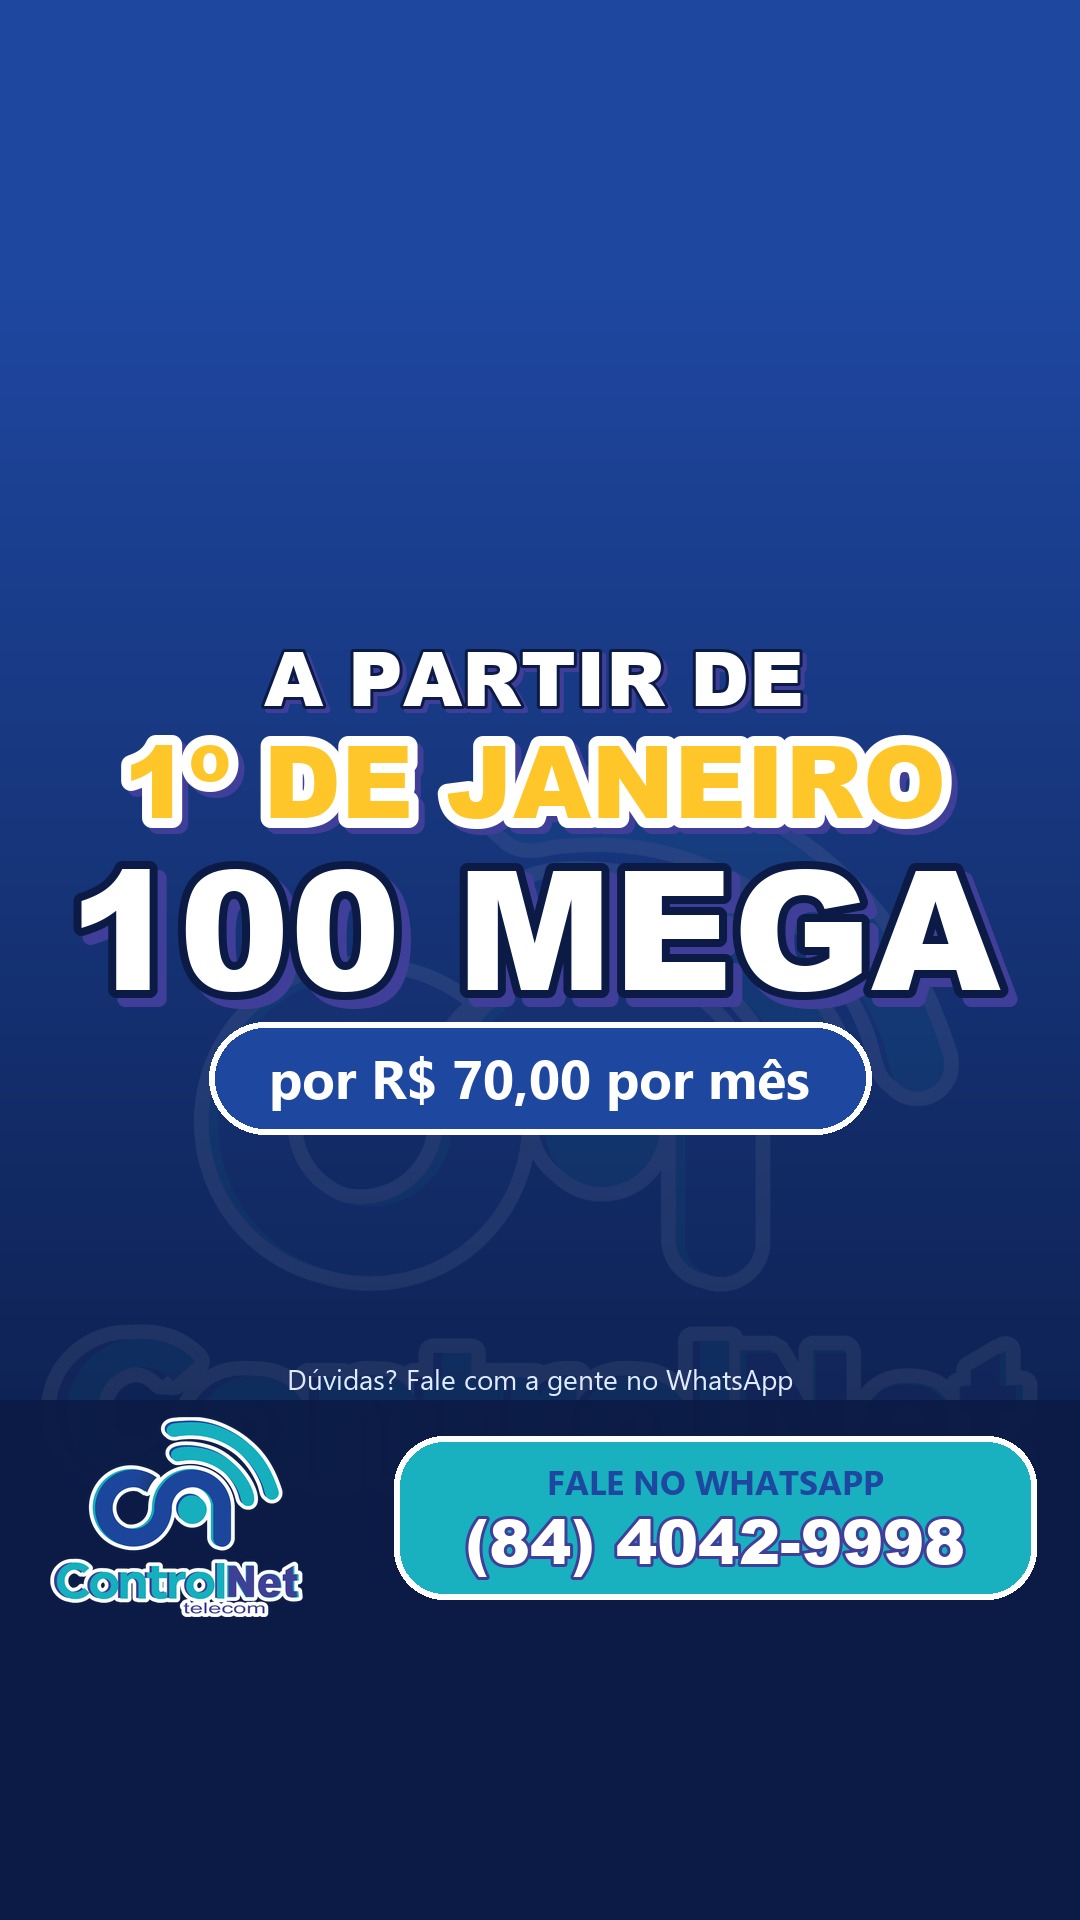 A PARTIR DE
1º DE JANEIRO
100 MEGA
por R$ 70,00 por mês
Dúvidas? Fale com a gente no WhatsApp
FALE NO WHATSAPP
(84) 4042-9998
ControlNet
telecom